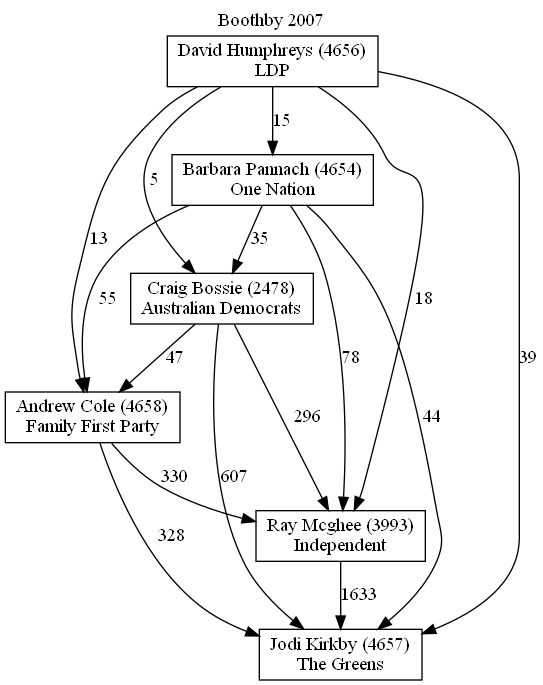 Boothby 2007
David Humphreys (4656)
LDP
15
Barbara Pannach (4654)
One Nation
5
13
35
55
Craig Bossie (2478)
Australian Democrats
18
78
39
47
Andrew Cole (4658)
Family First Party
296
44
330
607
Ray Mcghee (3993)
Independent
328
1633
Jodi Kirkby (4657)
The Greens